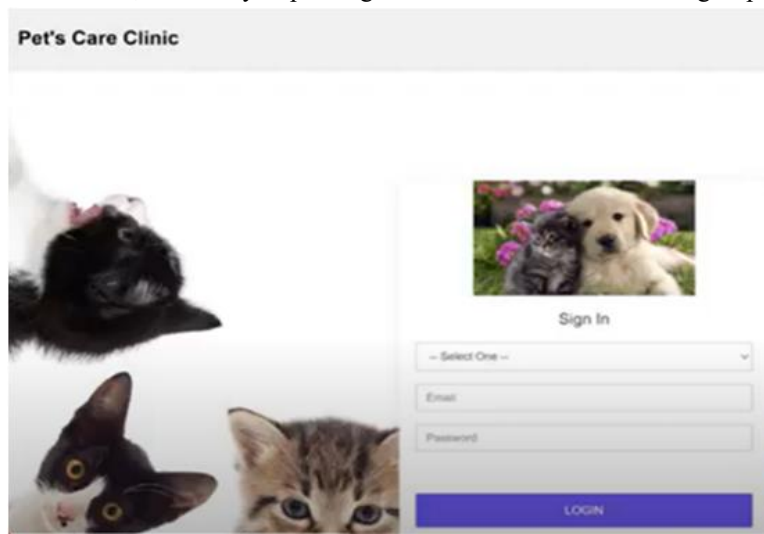 Pet's Care Clinic
Sign In
-- Select One --
Email
Password
LOGIN